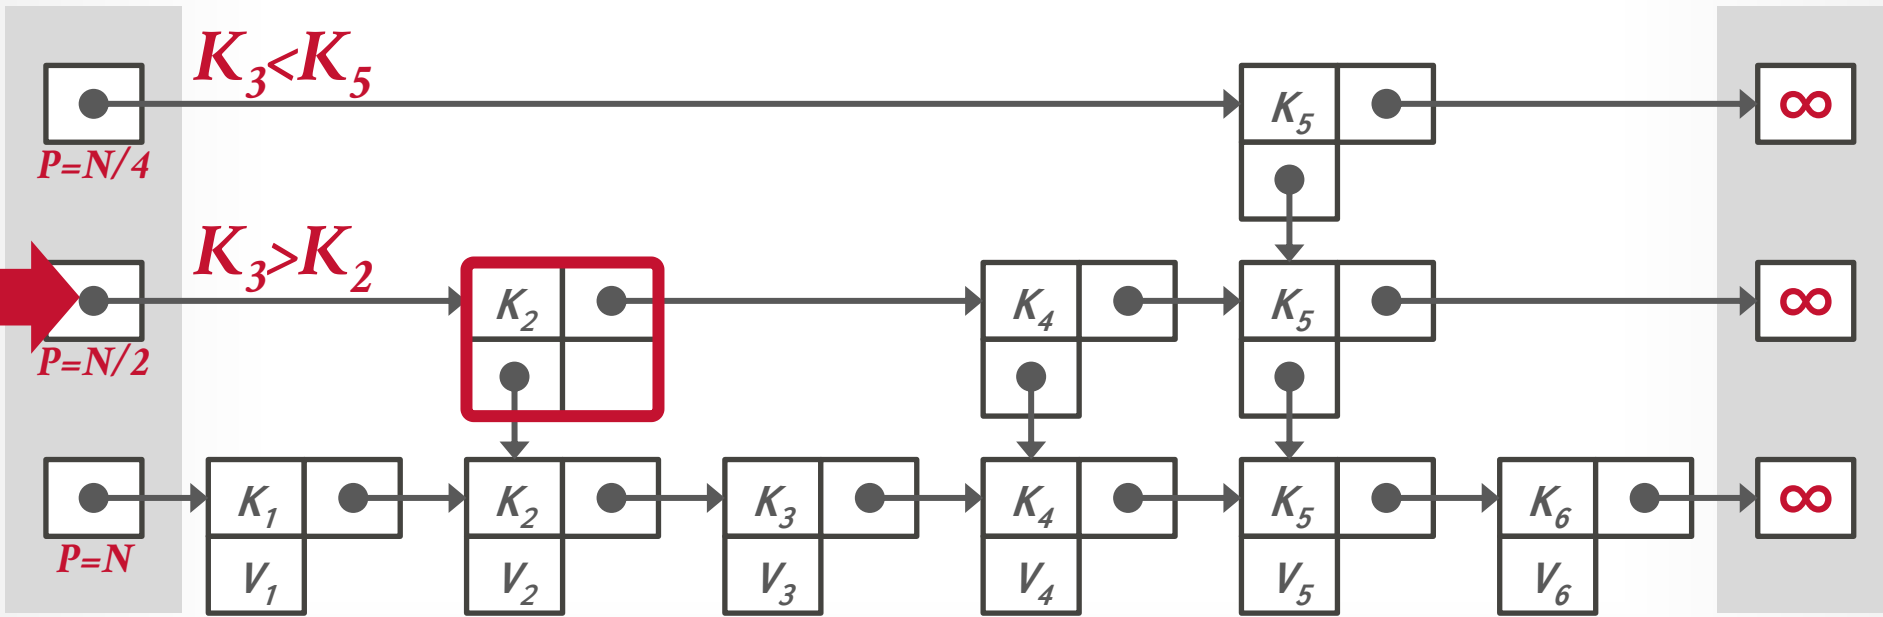 K3<K5
K5 ∞
P=N/4
K3>K2
K2 K4 K5 ∞
P=N/2
K1 K2 K3 K4 K5 K6 ∞
P=N
V1 V2 V3 V4 V5 V6